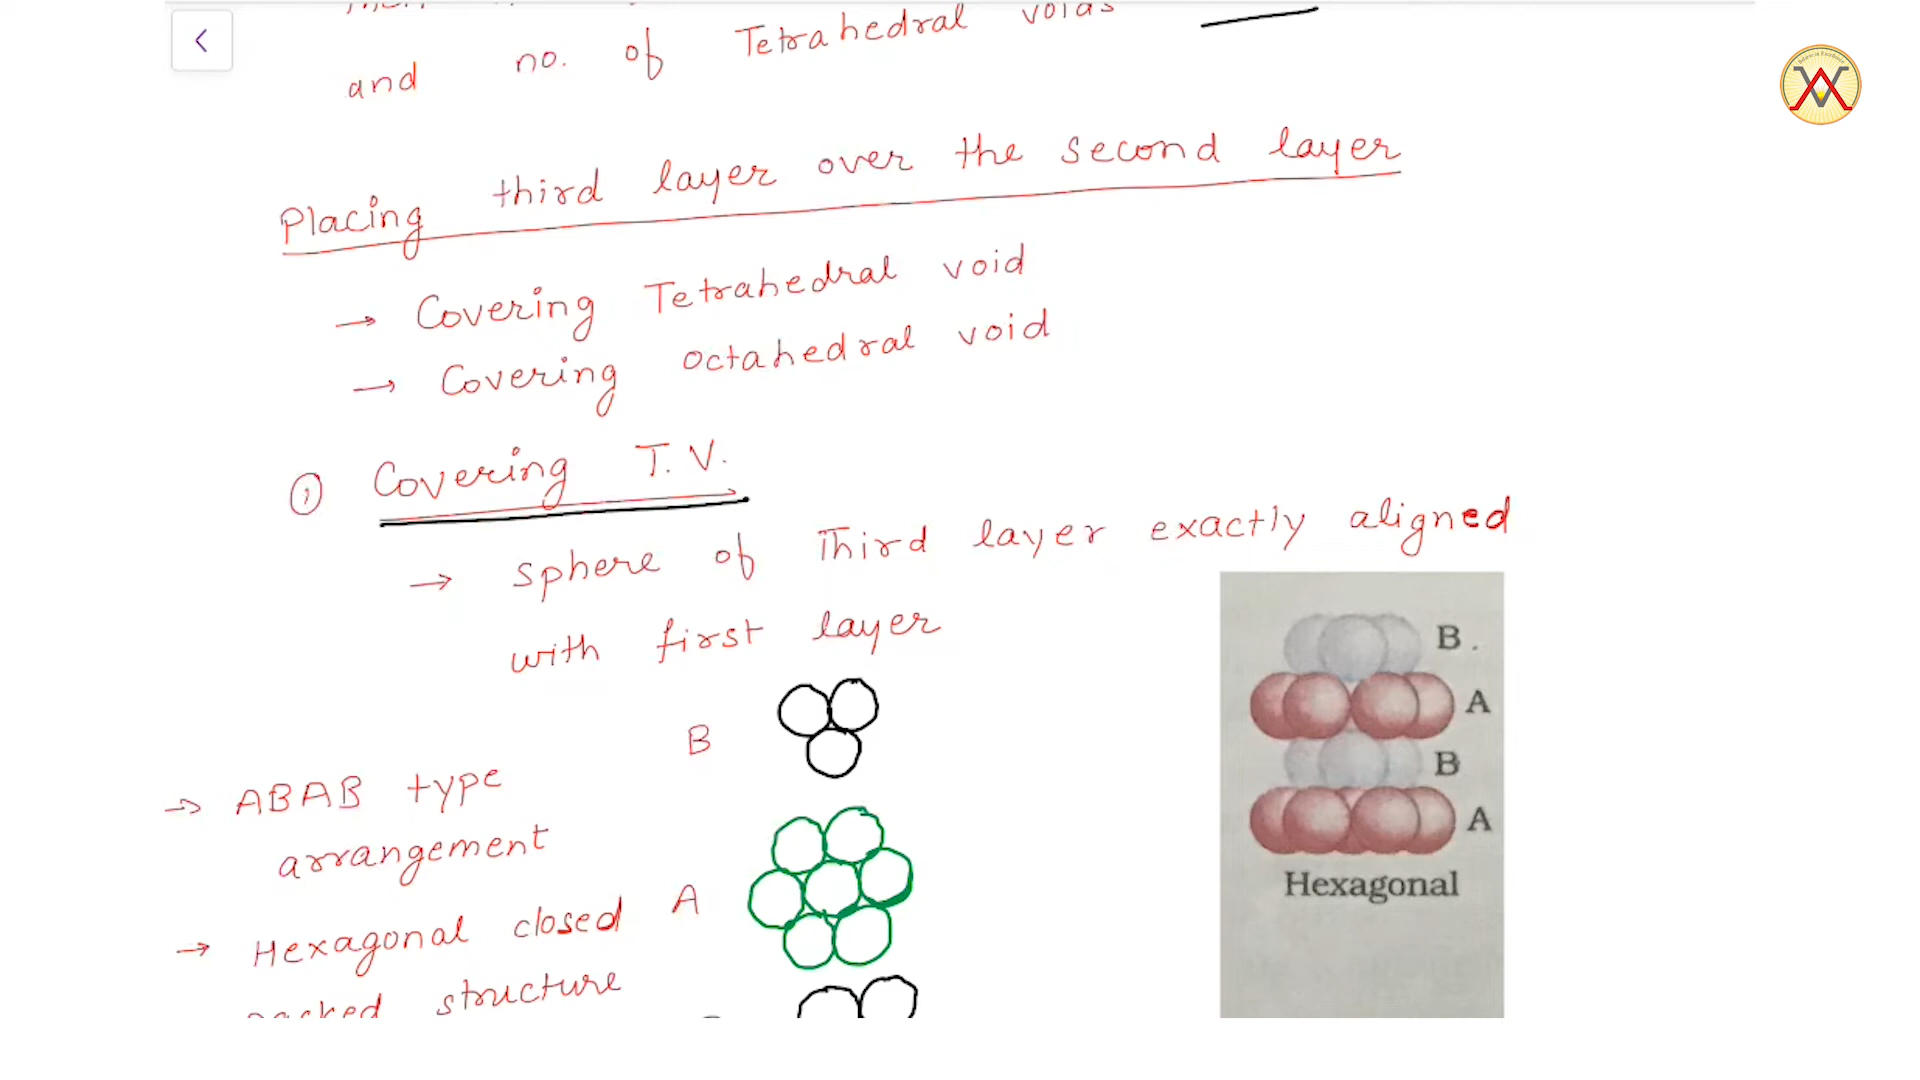 and no. of Tetrahedral voids
Placing third layer over the second layer
→ Covering Tetrahedral void
→ Covering octahedral void
① Covering T.V.
→ sphere of Third layer exactly aligned
with first layer
B
→ ABAB type
arrangement
A
→ Hexagonal closed
packed structure
B.
A
B
A
Hexagonal